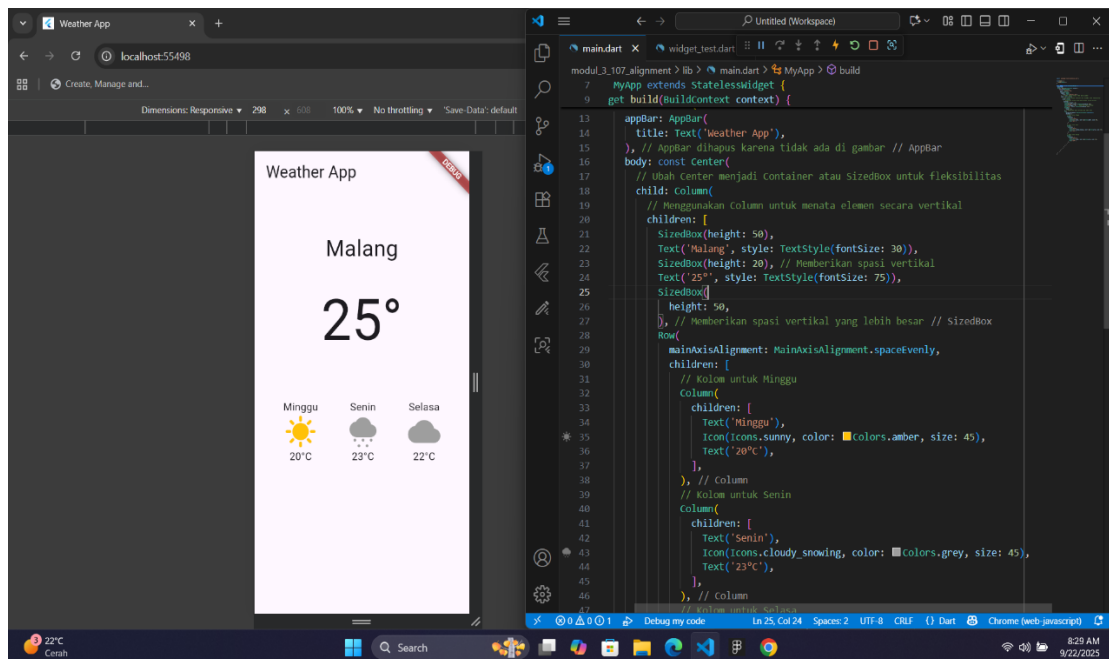 Weather App
localhost:55498
Create, Manage and...
Dimensions: Responsive 298 x 608 100% No throttling 'Save-Data': default
Weather App
DEBUG
Malang
25°
Minggu Senin Selasa
20°C 23°C 22°C
Untitled (Workspace)
main.dart widget_test.dart
modul_3_107_alignment > lib > main.dart > MyApp > build
7 MyApp extends StatelessWidget {
9 get build(BuildContext context) {
13 appBar: AppBar(
14 title: Text('Weather App'),
15 ), // AppBar dihapus karena tidak ada di gambar // AppBar
16 body: const Center(
17 // Ubah Center menjadi Container atau SizedBox untuk fleksibilitas
18 child: Column(
19 // Menggunakan Column untuk menata elemen secara vertikal
20 children: [
21 SizedBox(height: 50),
22 Text('Malang', style: TextStyle(fontSize: 30)),
23 SizedBox(height: 20), // Memberikan spasi vertikal
24 Text('25°', style: TextStyle(fontSize: 75)),
25 SizedBox(
26 height: 50,
27 ), // Memberikan spasi vertikal yang lebih besar // SizedBox
28 Row(
29 mainAxisAlignment: MainAxisAlignment.spaceEvenly,
30 children: [
31 // Kolom untuk Minggu
32 Column(
33 children: [
34 Text('Minggu'),
35 Icon(Icons.sunny, color: Colors.amber, size: 45),
36 Text('20°C'),
37 ],
38 ), // Column
39 // Kolom untuk Senin
40 Column(
41 children: [
42 Text('Senin'),
43 Icon(Icons.cloudy_snowing, color: Colors.grey, size: 45),
44 Text('23°C'),
45 ],
46 ), // Column
47 // Kolom untuk Selasa
0 0 1 Debug my code Ln 25, Col 24 Spaces: 2 UTF-8 CRLF {} Dart Chrome (web-javascript)
3 22°C
Cerah
Search
8:29 AM
9/22/2025